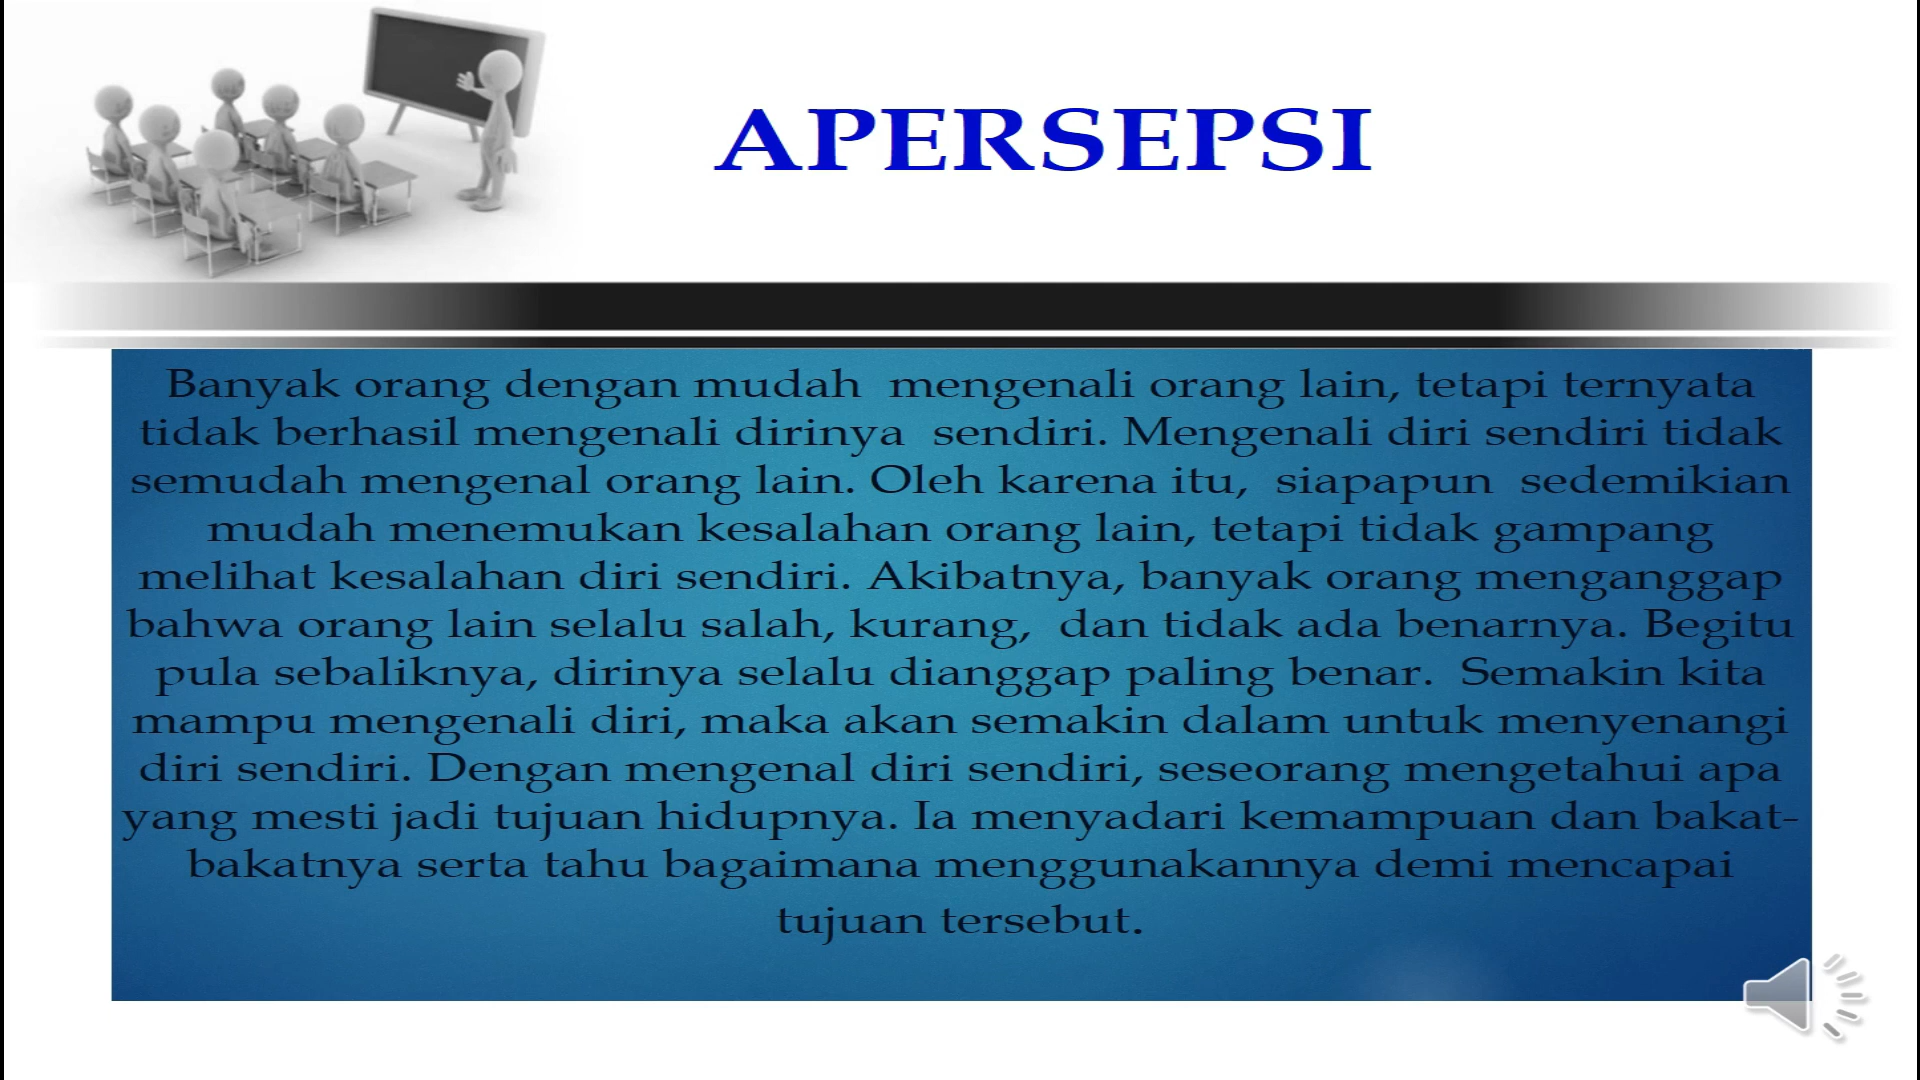 APERSEPSI
Banyak orang dengan mudah  mengenali orang lain, tetapi ternyata
tidak berhasil mengenali dirinya  sendiri. Mengenali diri sendiri tidak
semudah mengenal orang lain. Oleh karena itu,  siapapun  sedemikian
mudah menemukan kesalahan orang lain, tetapi tidak gampang
melihat kesalahan diri sendiri. Akibatnya, banyak orang menganggap
bahwa orang lain selalu salah, kurang,  dan tidak ada benarnya. Begitu
pula sebaliknya, dirinya selalu dianggap paling benar.  Semakin kita
mampu mengenali diri, maka akan semakin dalam untuk menyenangi
diri sendiri. Dengan mengenal diri sendiri, seseorang mengetahui apa
yang mesti jadi tujuan hidupnya. Ia menyadari kemampuan dan bakat-
bakatnya serta tahu bagaimana menggunakannya demi mencapai
tujuan tersebut.